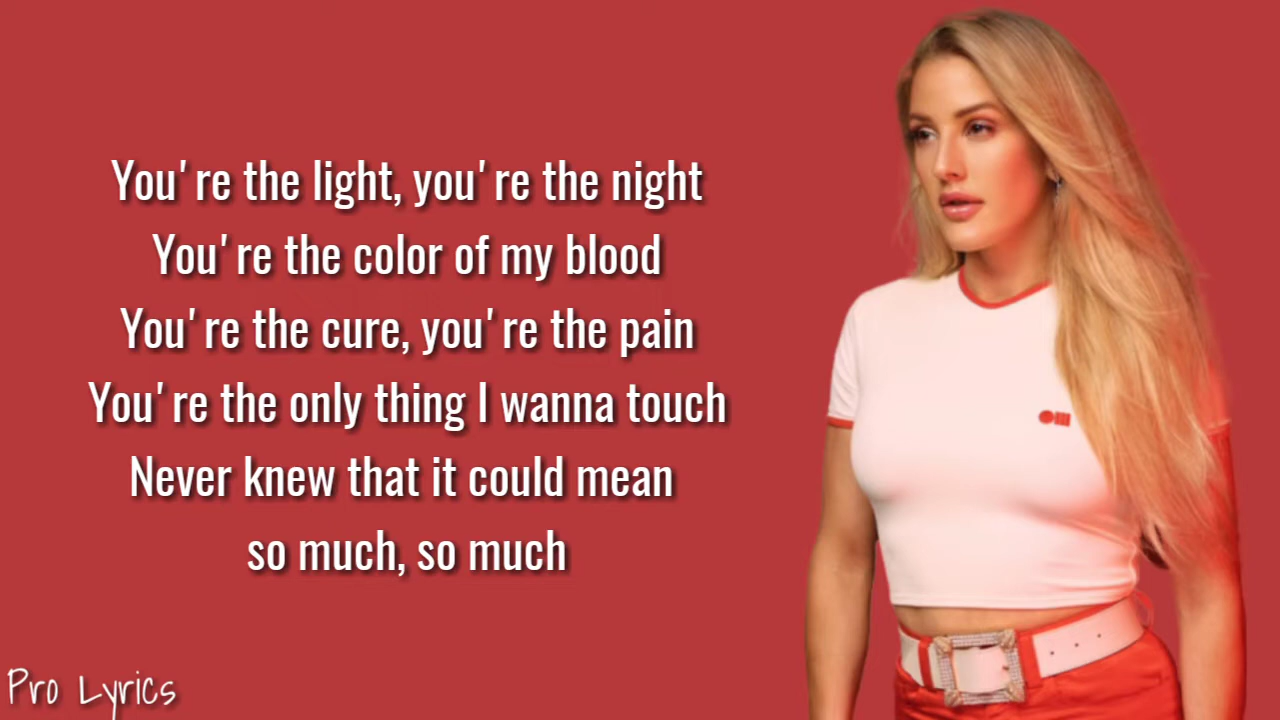 You're the light, you're the night
You're the color of my blood
You're the cure, you're the pain
You're the only thing I wanna touch
Never knew that it could mean
so much, so much
Pro Lyrics